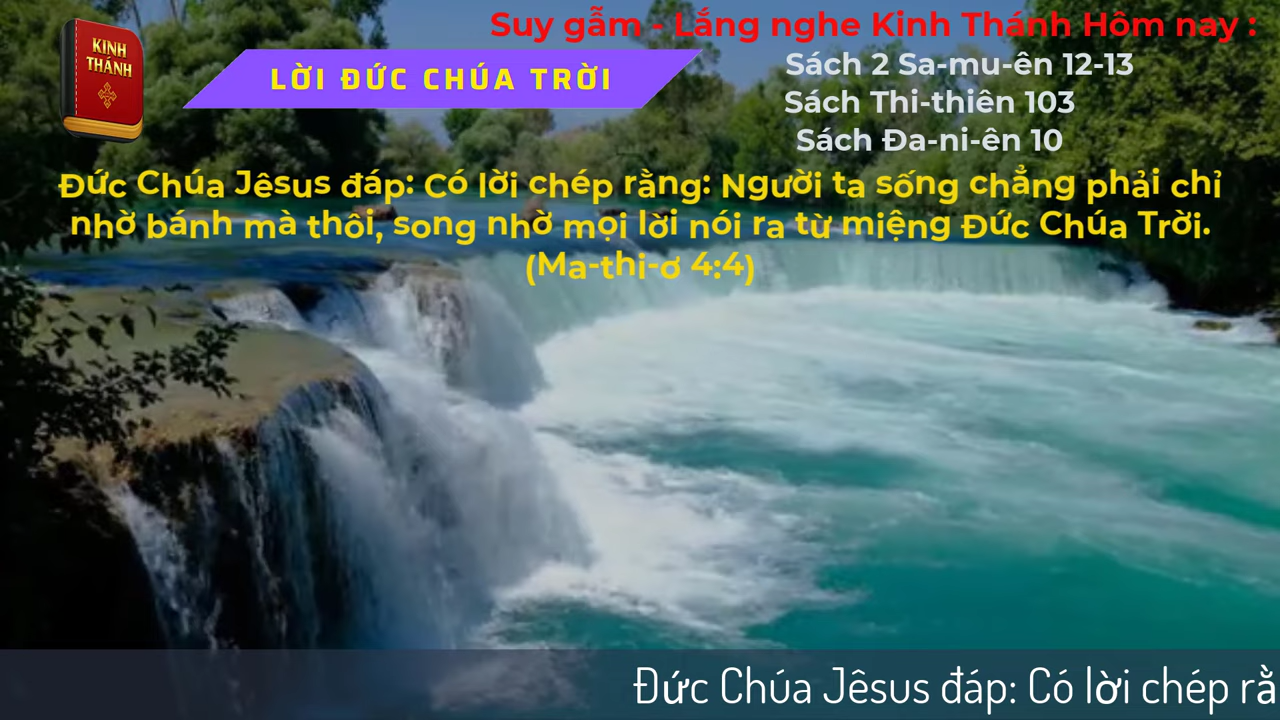 Suy gẫm - Lắng nghe Kinh Thánh Hôm nay :
KINH
THÁNH
LỜI ĐỨC CHÚA TRỜI
Sách 2 Sa-mu-ên 12-13
Sách Thi-thiên 103
Sách Đa-ni-ên 10
Đức Chúa Jêsus đáp: Có lời chép rằng: Người ta sống chẳng phải chỉ
nhờ bánh mà thôi, song nhờ mọi lời nói ra từ miệng Đức Chúa Trời.
(Ma-thi-ơ 4:4)
Đức Chúa Jêsus đáp: Có lời chép rằ